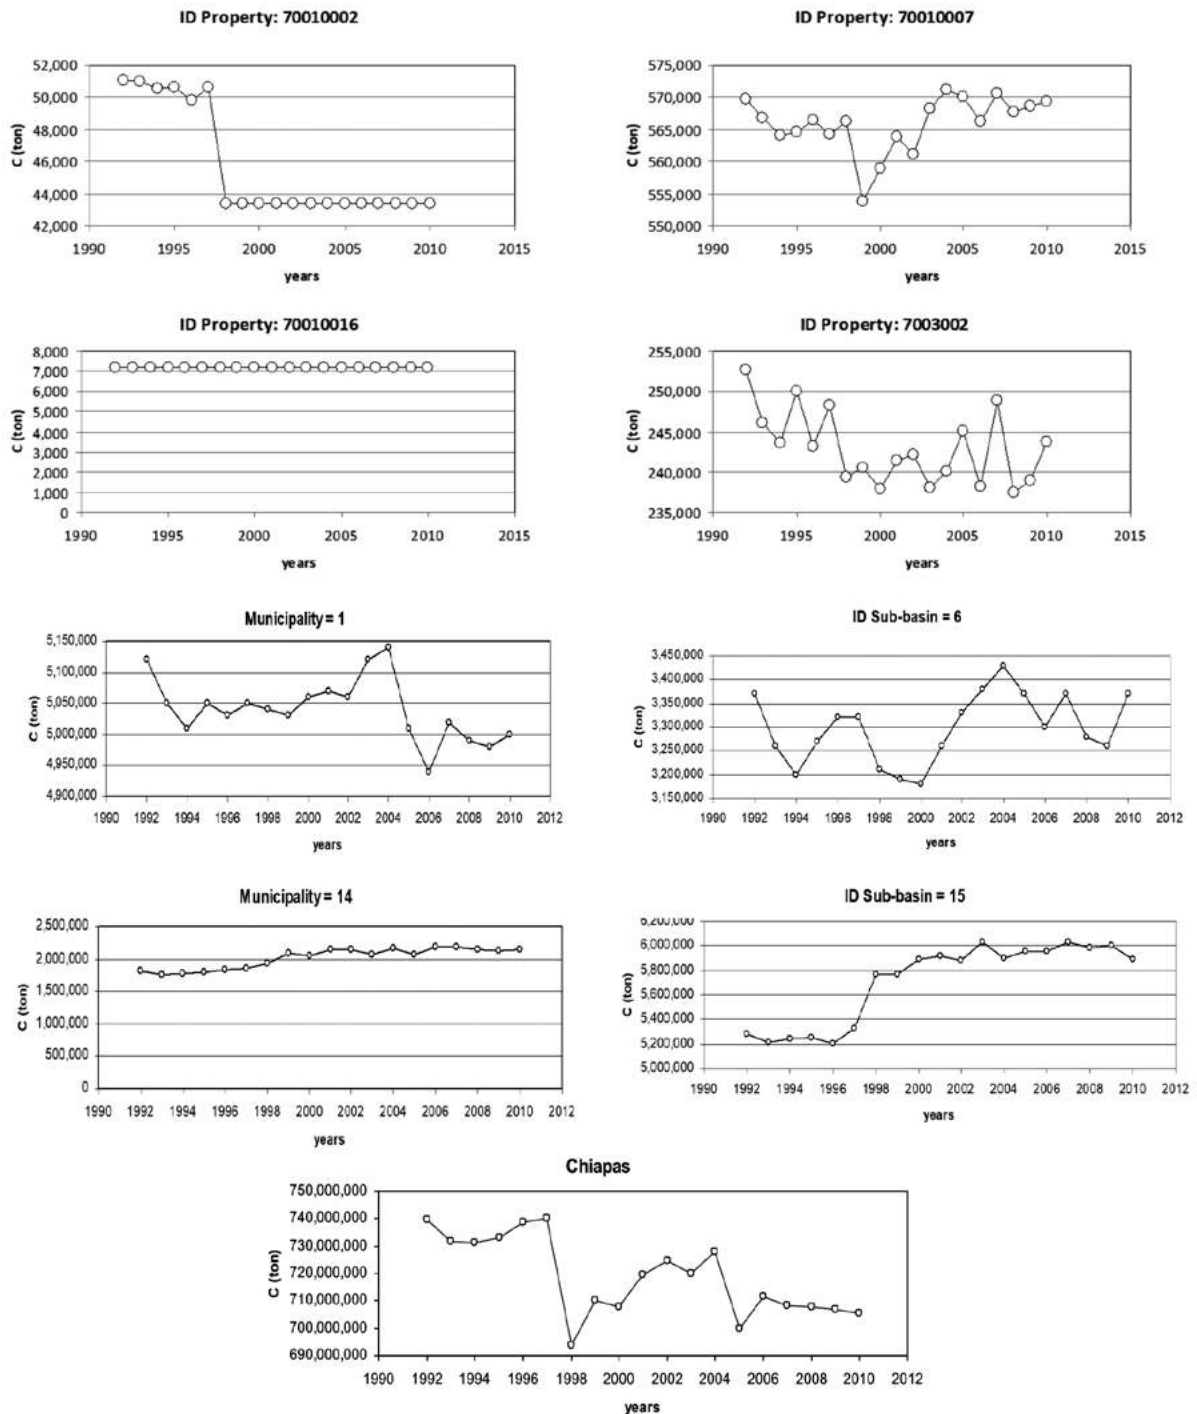 ID Property: 70010002
52,000
50,000
48,000
46,000
44,000
42,000
C (ton)
1990 1995 2000 2005 2010 2015
years
ID Property: 70010007
575,000
570,000
565,000
560,000
555,000
550,000
C (ton)
1990 1995 2000 2005 2010 2015
years
ID Property: 70010016
8,000
7,000
6,000
5,000
4,000
3,000
2,000
1,000
0
C (ton)
1990 1995 2000 2005 2010 2015
years
ID Property: 7003002
255,000
250,000
245,000
240,000
235,000
C (ton)
1990 1995 2000 2005 2010 2015
years
Municipality = 1
5,150,000
5,100,000
5,050,000
5,000,000
4,950,000
4,900,000
C (ton)
1990 1992 1994 1996 1998 2000 2002 2004 2006 2008 2010 2012
years
ID Sub-basin = 6
3,450,000
3,400,000
3,350,000
3,300,000
3,250,000
3,200,000
3,150,000
C (ton)
1990 1992 1994 1996 1998 2000 2002 2004 2006 2008 2010 2012
years
Municipality = 14
2,500,000
2,000,000
1,500,000
1,000,000
500,000
0
C (ton)
1990 1992 1994 1996 1998 2000 2002 2004 2006 2008 2010 2012
years
ID Sub-basin = 15
6,200,000
6,000,000
5,800,000
5,600,000
5,400,000
5,200,000
5,000,000
C (ton)
1990 1992 1994 1996 1998 2000 2002 2004 2006 2008 2010 2012
years
Chiapas
750,000,000
740,000,000
730,000,000
720,000,000
710,000,000
700,000,000
690,000,000
C (ton)
1990 1992 1994 1996 1998 2000 2002 2004 2006 2008 2010 2012
years